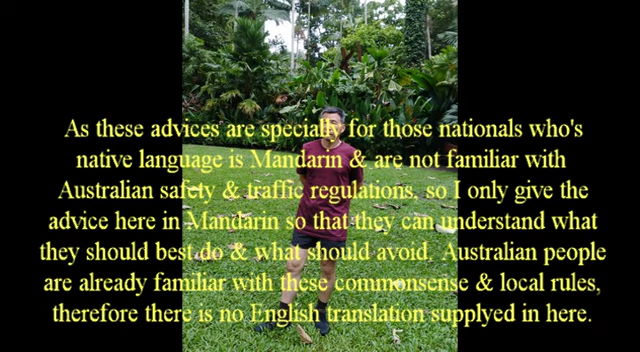 As these advices are specially for those nationals who's
native language is Mandarin & are not familiar with
Australian safety & traffic regulations, so I only give the
advice here in Mandarin so that they can understand what
they should best do & what should avoid. Australian people
are already familiar with these commonsense & local rules,
therefore there is no English translation supplyed in here.